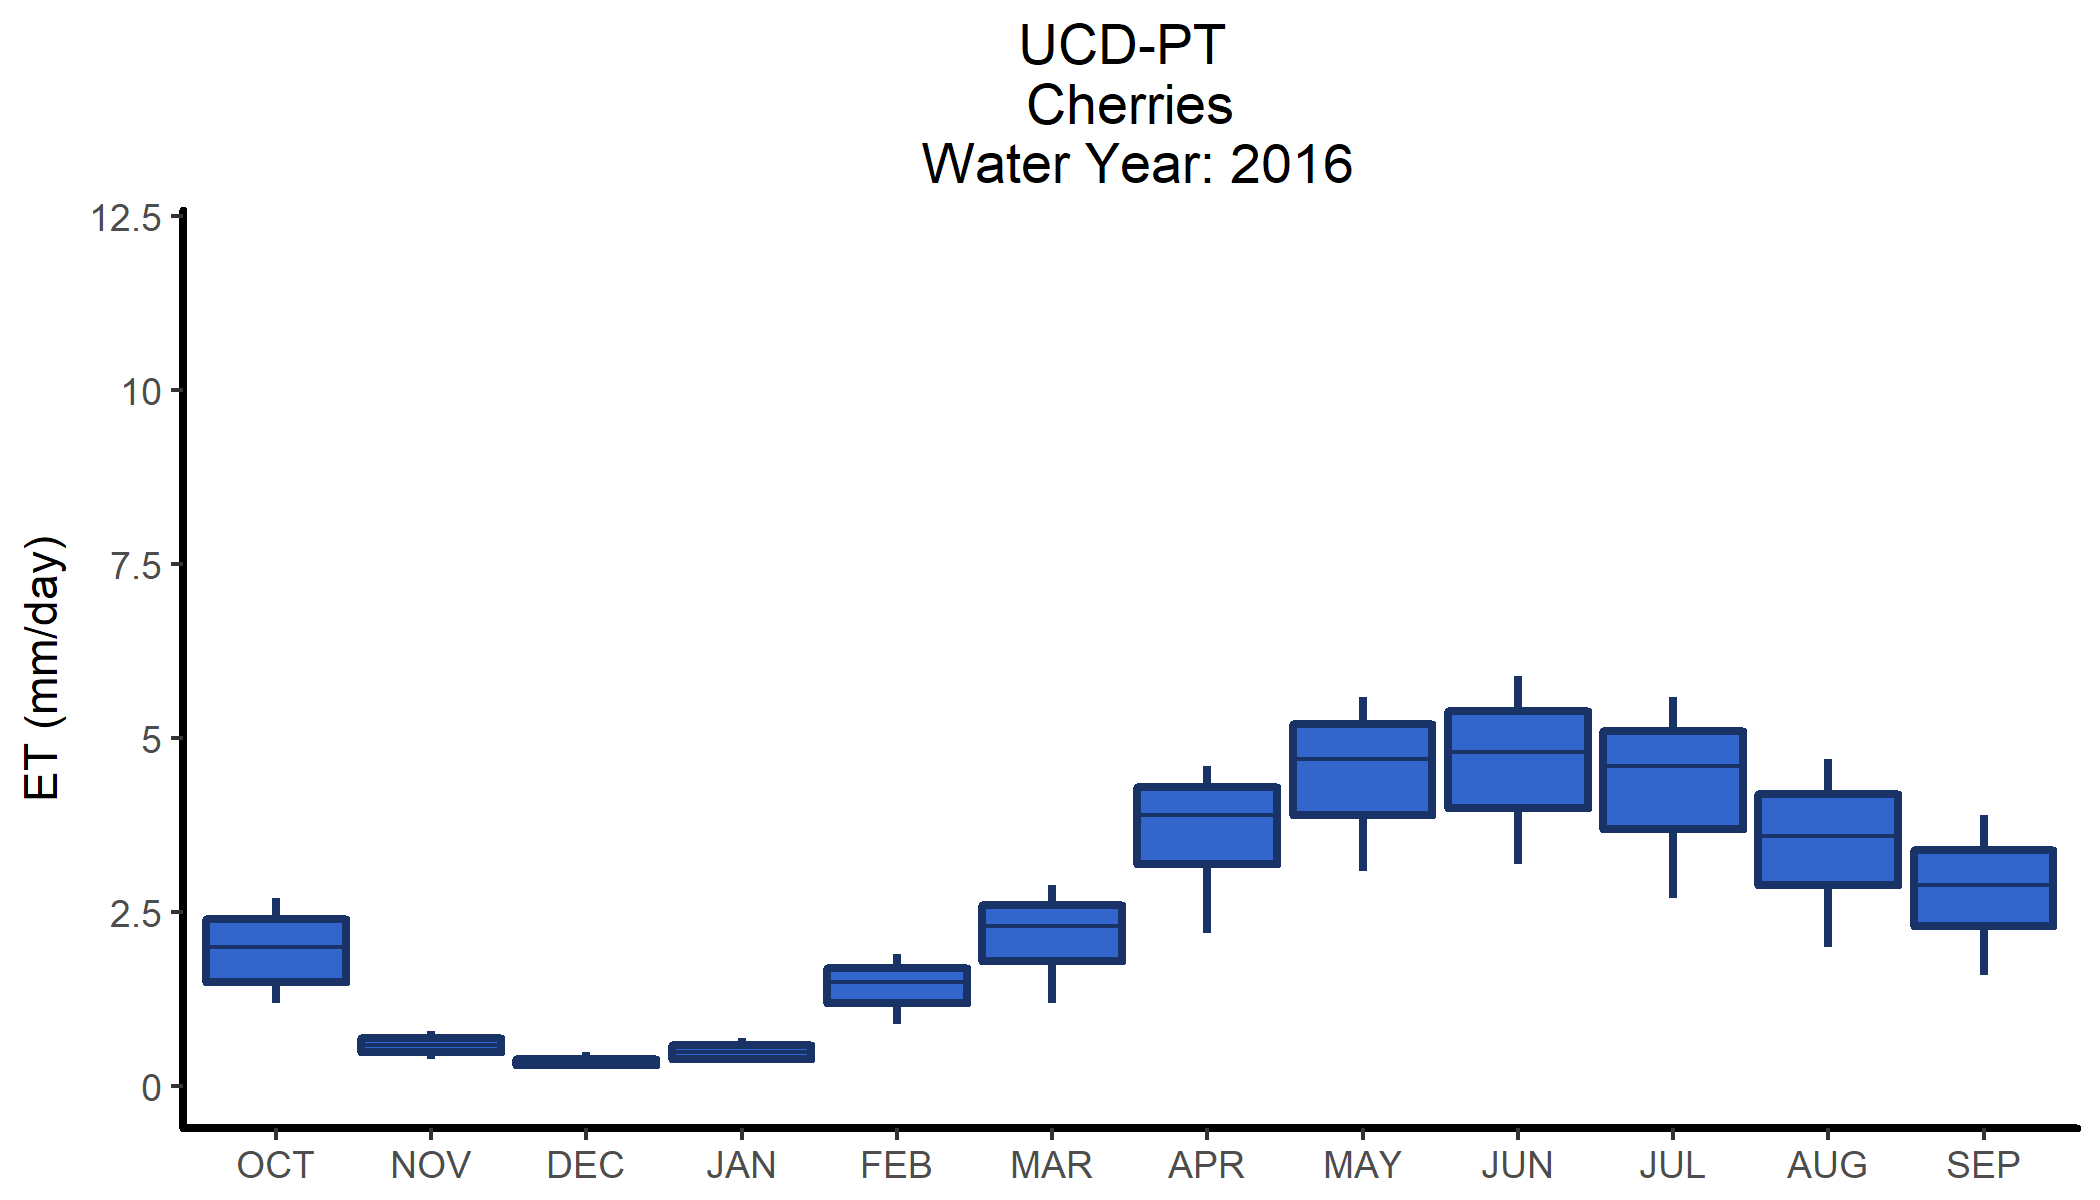 UCD-PT
Cherries
Water Year: 2016
ET (mm/day)
12.5
10
7.5
5
2.5
0
OCT NOV DEC JAN FEB MAR APR MAY JUN JUL AUG SEP